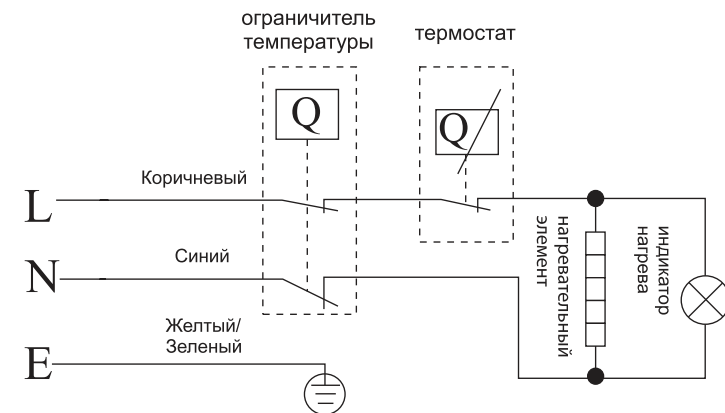 ограничитель
температуры
термостат
Q
Q
Коричневый
L
Синий
N
Желтый/
Зеленый
E
нагревательный
элемент
индикатор
нагрева